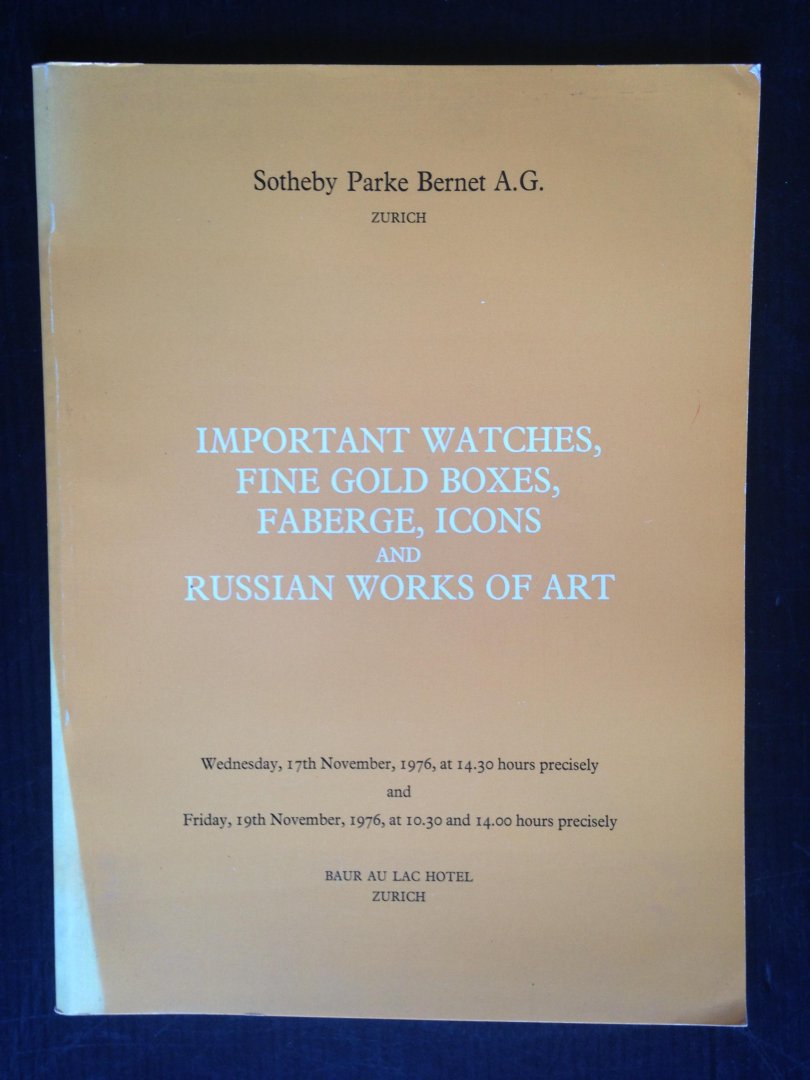 Sotheby Parke Bernet A.G.
ZURICH
IMPORTANT WATCHES,
FINE GOLD BOXES,
FABERGE, ICONS
AND
RUSSIAN WORKS OF ART
Wednesday, 17th November, 1976, at 14.30 hours precisely
and
Friday, 19th November, 1976, at 10.30 and 14.00 hours precisely
BAUR AU LAC HOTEL
ZURICH